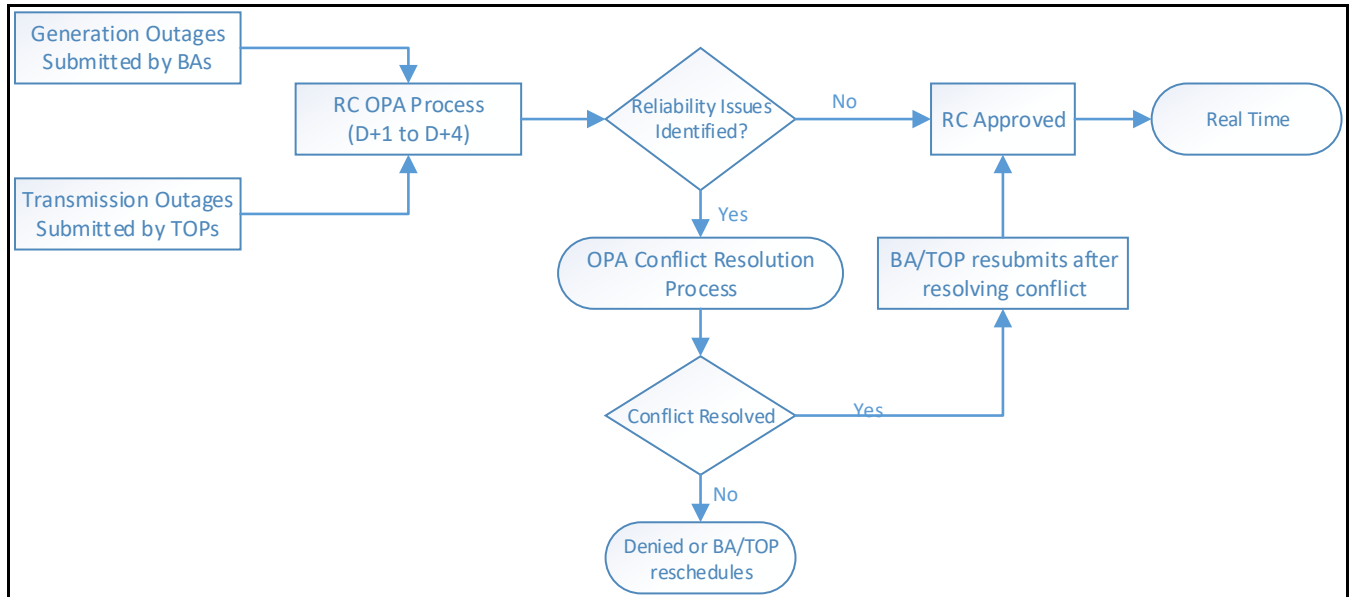 Generation Outages
Submitted by BAs
RC OPA Process
(D+1 to D+4)
Transmission Outages
Submitted by TOPs
Reliability Issues
Identified?
No
RC Approved
Real Time
Yes
OPA Conflict Resolution
Process
BA/TOP resubmits after
resolving conflict
Conflict Resolved
Yes
No
Denied or BA/TOP
reschedules